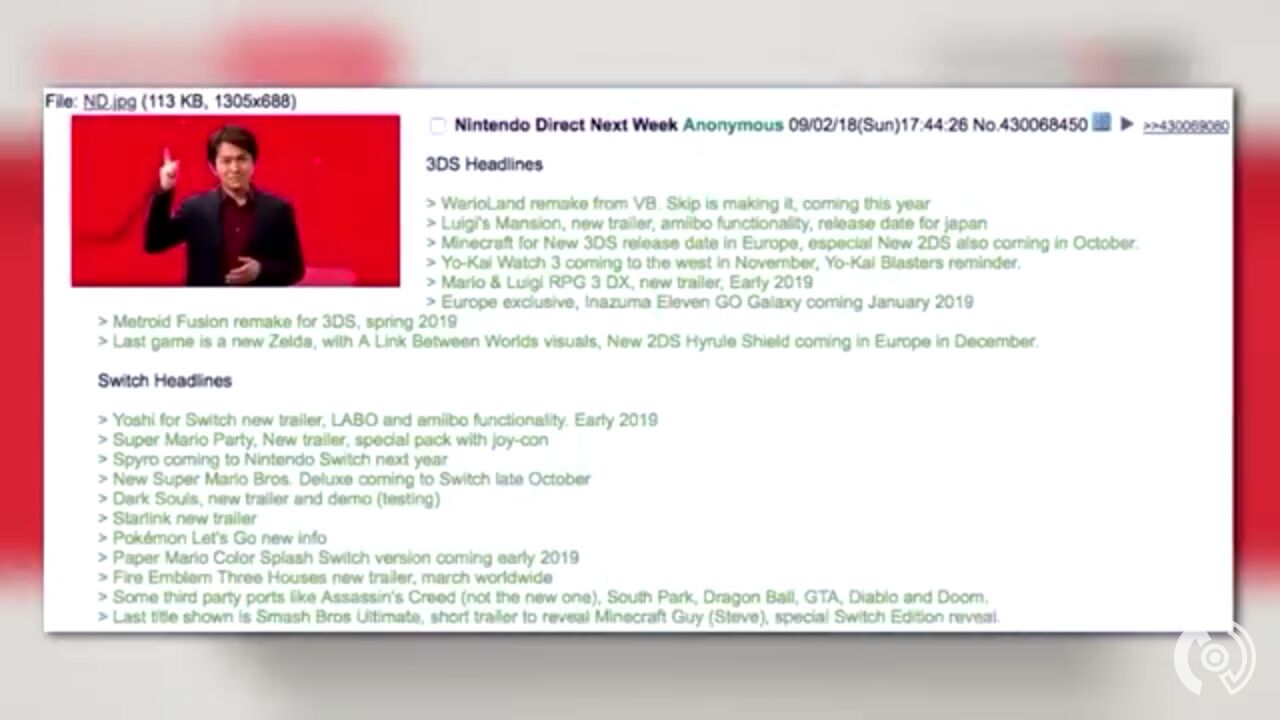 File: ND.jpg (113 KB, 1305x688)
Nintendo Direct Next Week Anonymous 09/02/18(Sun)17:44:26 No.430068450 ▶ >>430069080
3DS Headlines
> WarioLand remake from VB. Skip is making it, coming this year
> Luigi's Mansion, new trailer, amiibo functionality, release date for japan
> Minecraft for New 3DS release date in Europe, especial New 2DS also coming in October.
> Yo-Kai Watch 3 coming to the west in November, Yo-Kai Blasters reminder.
> Mario & Luigi RPG 3 DX, new trailer, Early 2019
> Europe exclusive, Inazuma Eleven GO Galaxy coming January 2019
> Metroid Fusion remake for 3DS, spring 2019
> Last game is a new Zelda, with A Link Between Worlds visuals, New 2DS Hyrule Shield coming in Europe in December.
Switch Headlines
> Yoshi for Switch new trailer, LABO and amiibo functionality. Early 2019
> Super Mario Party, New trailer, special pack with joy-con
> Spyro coming to Nintendo Switch next year
> New Super Mario Bros. Deluxe coming to Switch late October
> Dark Souls, new trailer and demo (testing)
> Starlink new trailer
> Pokémon Let's Go new info
> Paper Mario Color Splash Switch version coming early 2019
> Fire Emblem Three Houses new trailer, march worldwide
> Some third party ports like Assassin's Creed (not the new one), South Park, Dragon Ball, GTA, Diablo and Doom.
> Last title shown is Smash Bros Ultimate, short trailer to reveal Minecraft Guy (Steve), special Switch Edition reveal.